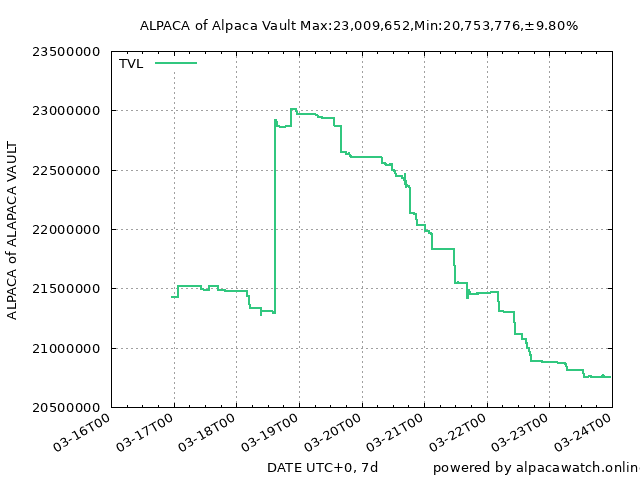 ALPACA of Alpaca Vault Max:23,009,652,Min:20,753,776,±9.80%
TVL
23500000
23000000
22500000
22000000
21500000
21000000
20500000
ALPACA of ALAPACA VAULT
03-16T00
03-17T00
03-18T00
03-19T00
03-20T00
03-21T00
03-22T00
03-23T00
03-24T00
DATE UTC+0, 7d
powered by alpacawatch.onlin